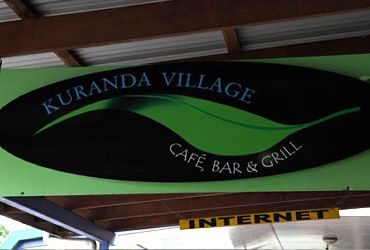 KURANDA VILLAGE
CAFÉ, BAR & GRILL
INTERNET